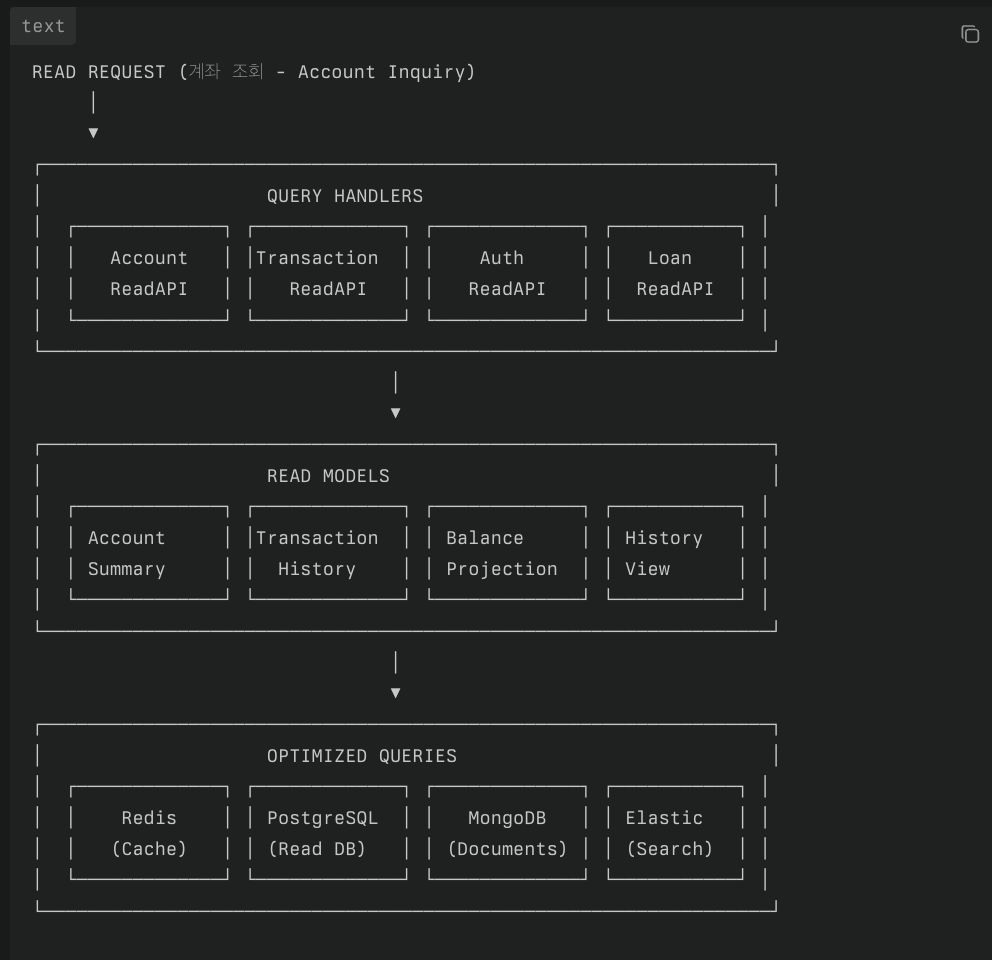 text
READ REQUEST (계좌 조회 - Account Inquiry)
QUERY HANDLERS
Account Transaction Auth Loan
ReadAPI ReadAPI ReadAPI ReadAPI
READ MODELS
Account Transaction Balance History
Summary History Projection View
OPTIMIZED QUERIES
Redis PostgreSQL MongoDB Elastic
(Cache) (Read DB) (Documents) (Search)